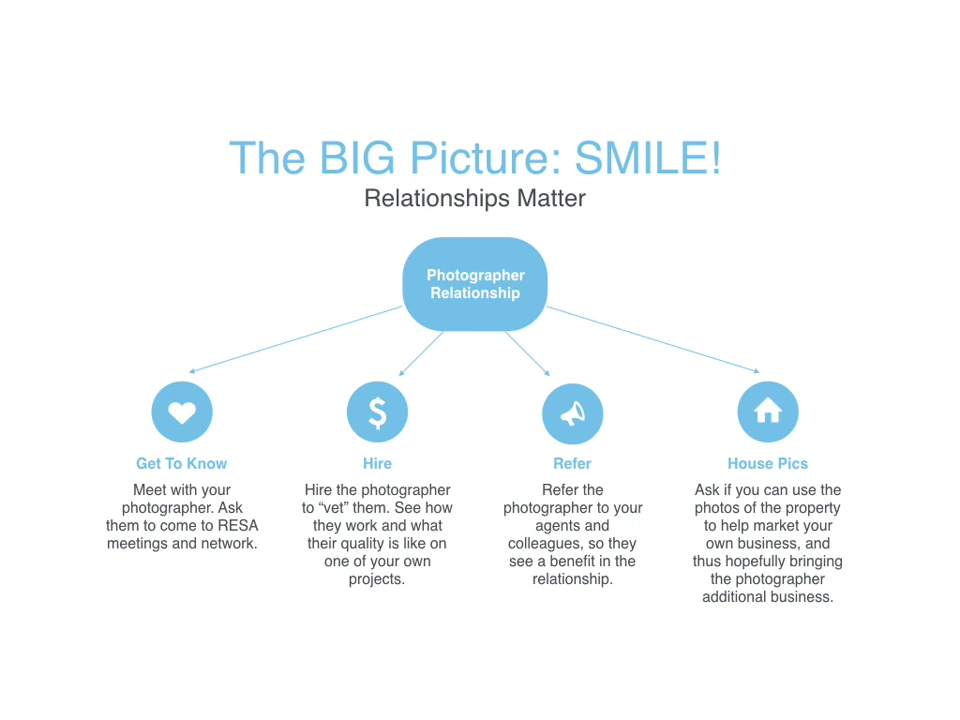 The BIG Picture: SMILE!
Relationships Matter
Photographer
Relationship
Get To Know
Meet with your
photographer. Ask
them to come to RESA
meetings and network.
Hire
Hire the photographer
to “vet” them. See how
they work and what
their quality is like on
one of your own
projects.
Refer
Refer the
photographer to your
agents and
colleagues, so they
see a benefit in the
relationship.
House Pics
Ask if you can use the
photos of the property
to help market your
own business, and
thus hopefully bringing
the photographer
additional business.